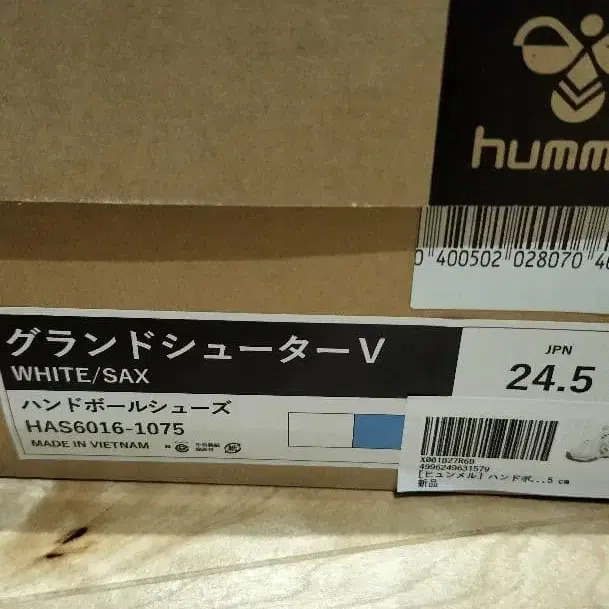 humm
0 400502 028070 4
グランドシューターV
WHITE/SAX
JPN
24.5
ハンドボールシューズ
HAS6016-1075
MADE IN VIETNAM
4996249631579
[ヒュンメル] ハンドボ...5 cm
新品